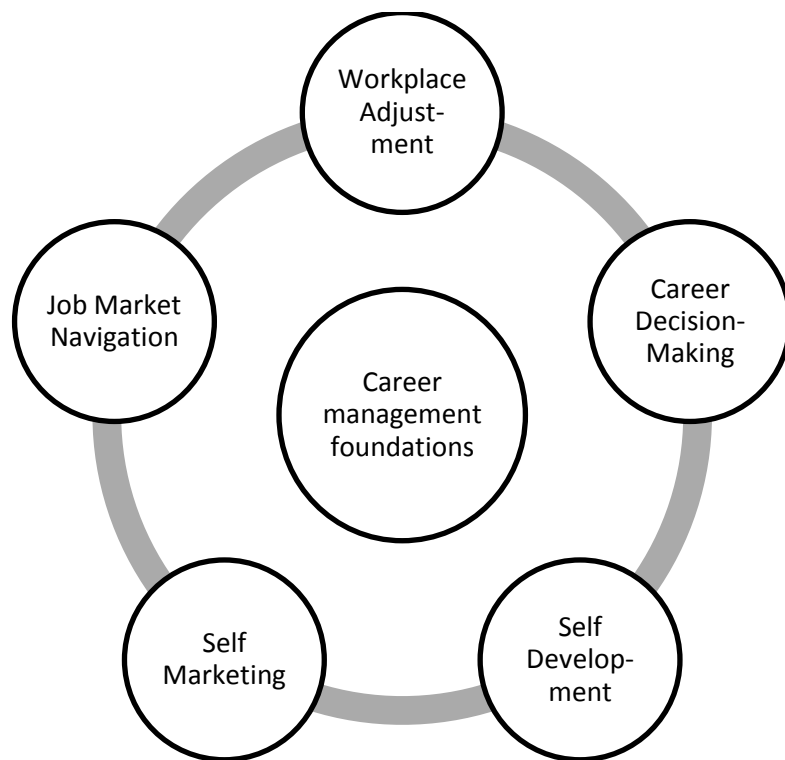 Workplace
Adjust-
ment
Job Market
Navigation
Career
Decision-
Making
Career
management
foundations
Self
Marketing
Self
Develop-
ment